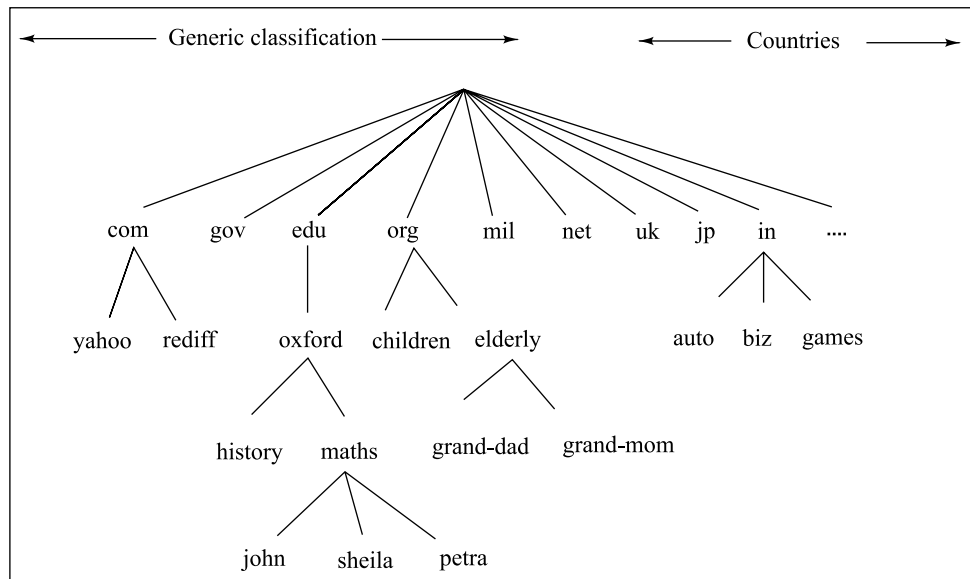 Generic classification Countries
com gov edu org mil net uk jp in ....
yahoo rediff oxford children elderly auto biz games
history maths grand-dad grand-mom
john sheila petra